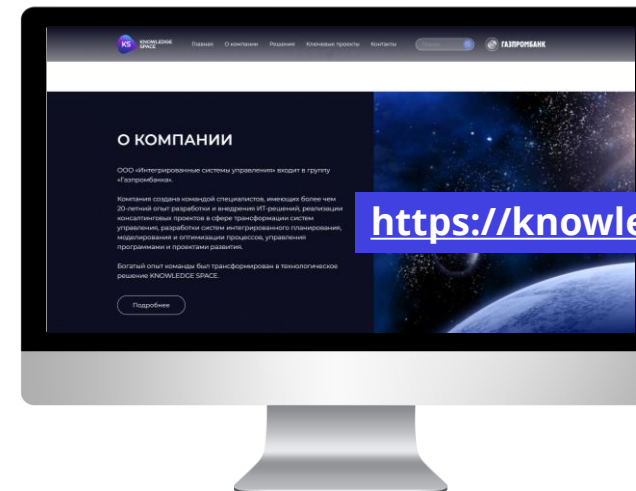 KS KNOWLEDGE SPACE Главная О компании Решения Ключевые проекты Контакты Поиск ГАЗПРОМБАНК
О КОМПАНИИ
ООО «Интегрированные системы управления» входит в группу
«Газпромбанка».
Компания создана командой специалистов, имеющих более чем
20-летний опыт разработки и внедрения ИТ-решений, реализации
консалтинговых проектов в сфере трансформации систем
управления, разработки систем интегрированного планирования,
моделирования и оптимизации процессов, управления
программами и проектами развития.
https://knowle
Богатый опыт команды был трансформирован в технологическое
решение KNOWLEDGE SPACE.
Подробнее